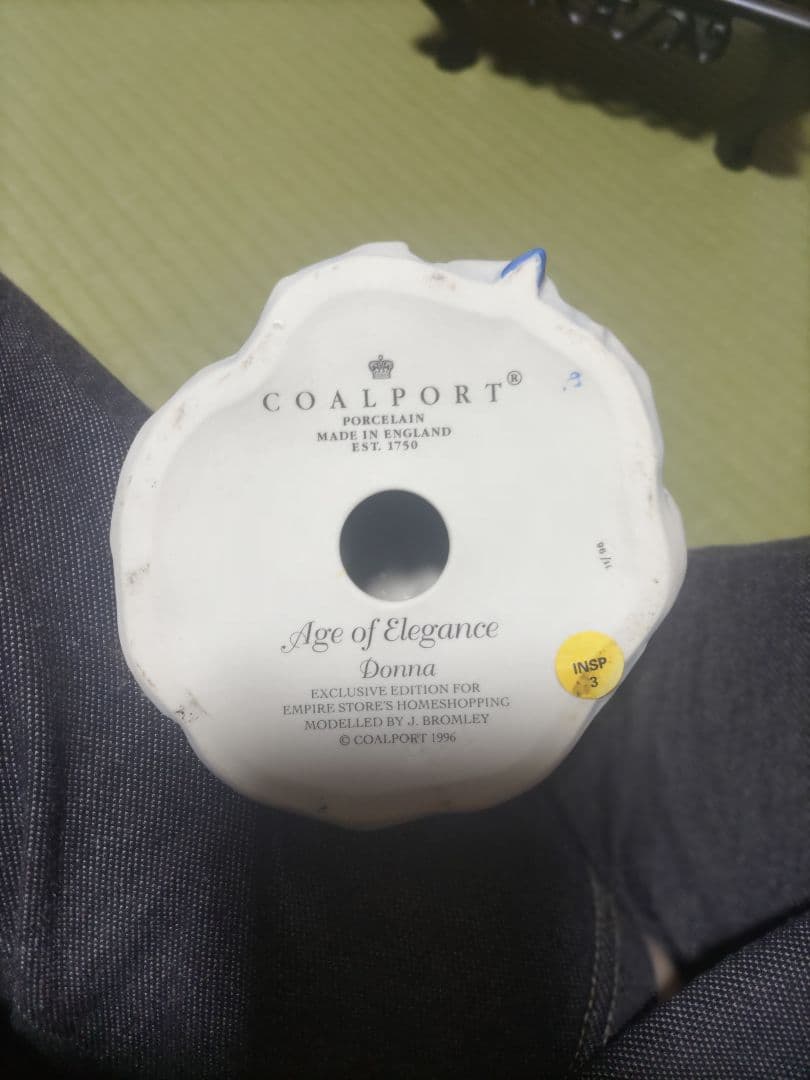 COALPORT®
PORCELAIN
MADE IN ENGLAND
EST. 1750
Age of Elegance
Donna
EXCLUSIVE EDITION FOR
EMPIRE STORE'S HOMESHOPPING
MODELLED BY J. BROMLEY
© COALPORT 1996
INSP
3